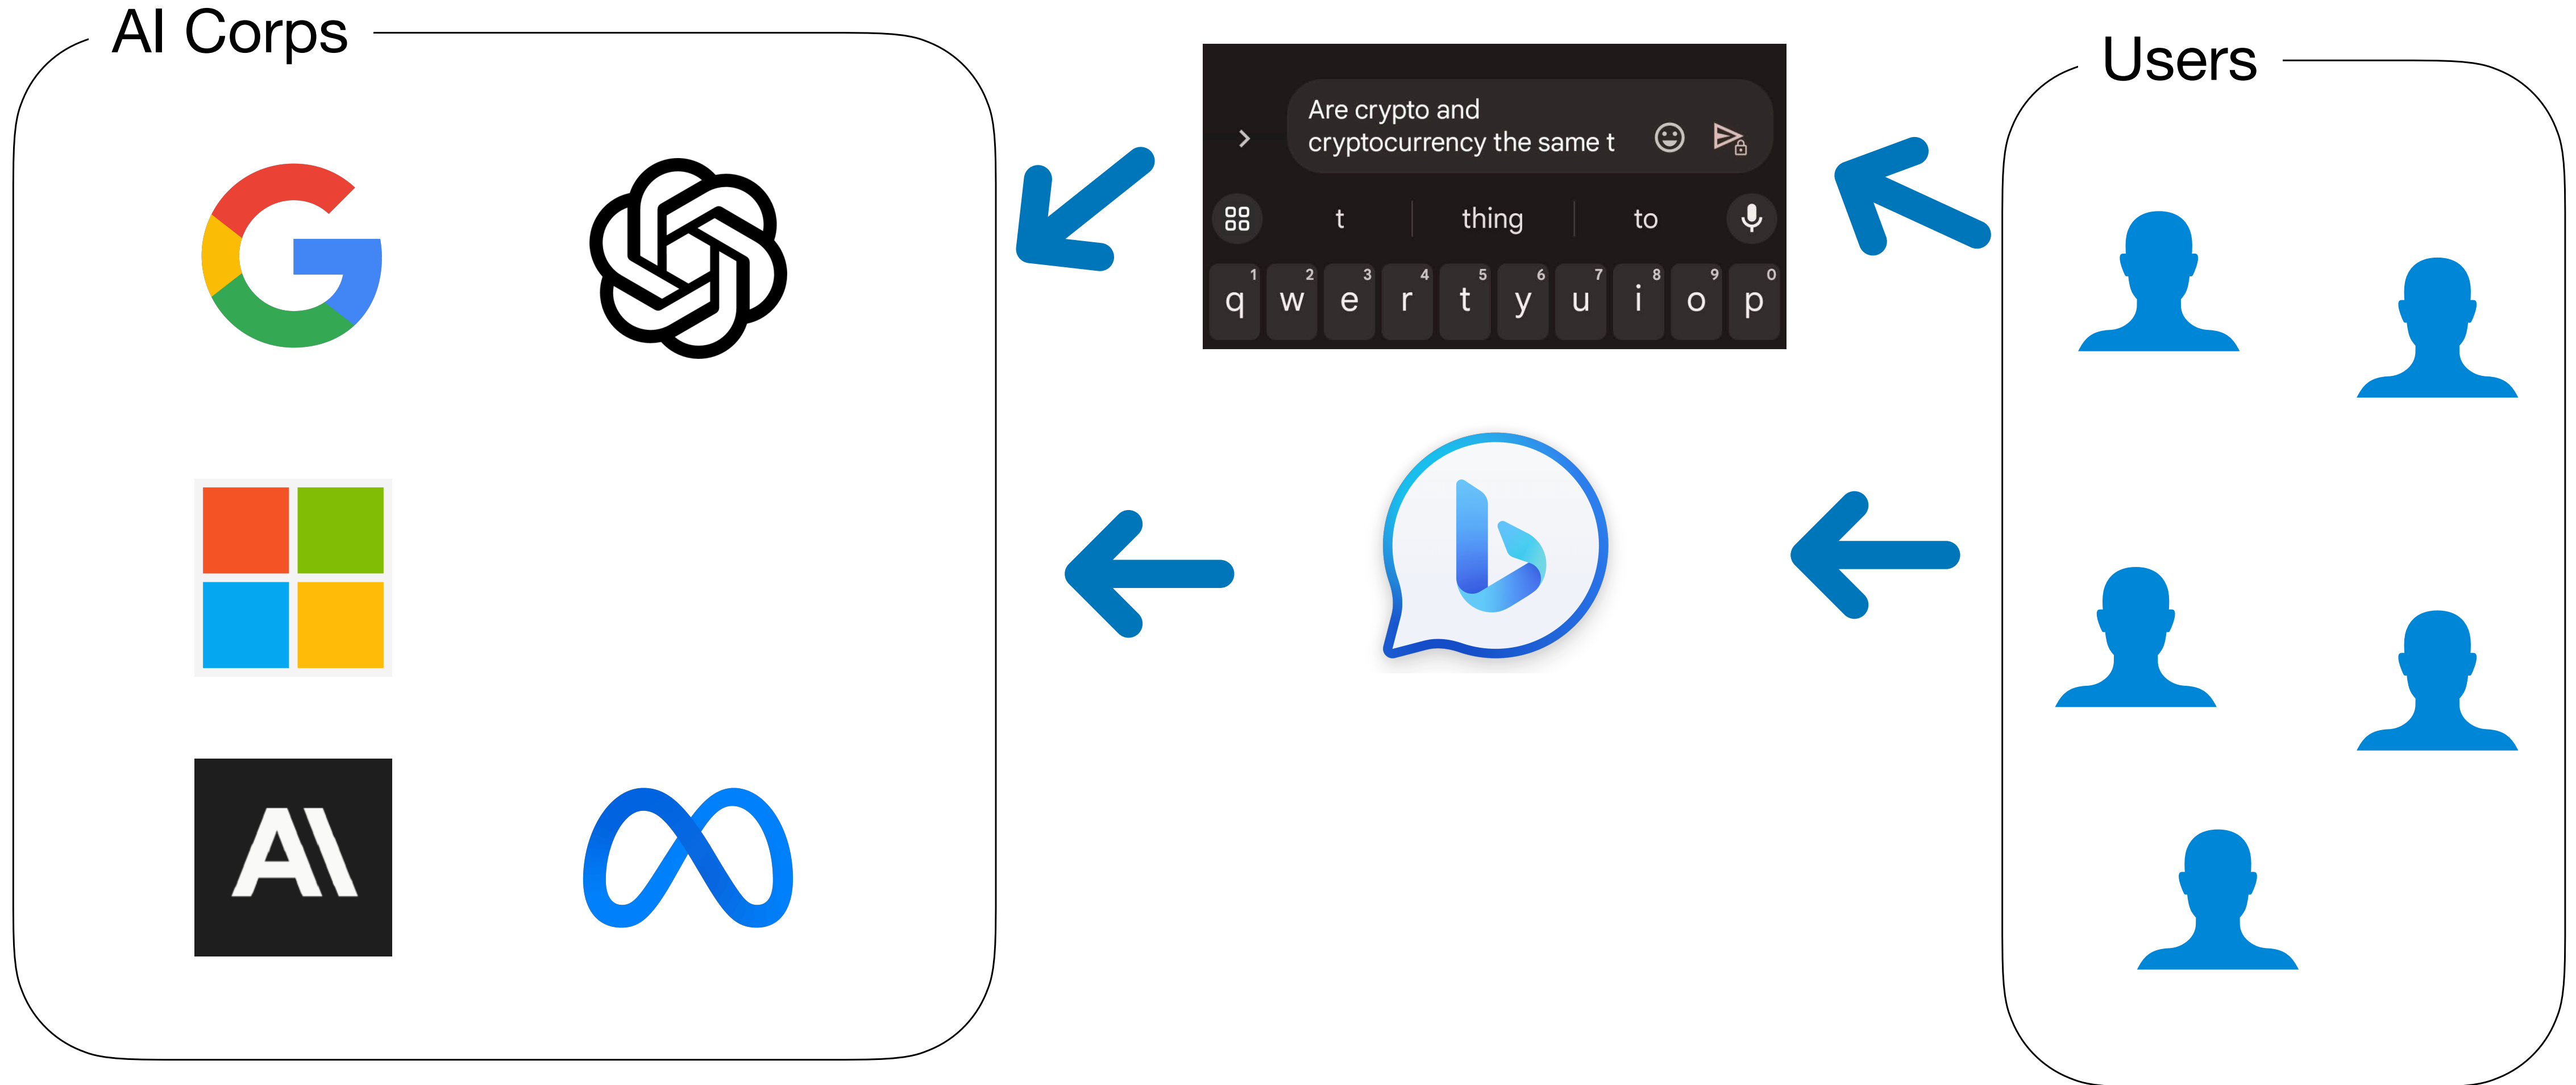 AI Corps
Users
Are crypto and
cryptocurrency the same t
t thing to
1 2 3 4 5 6 7 8 9 0
q w e r t y u i o p
AI